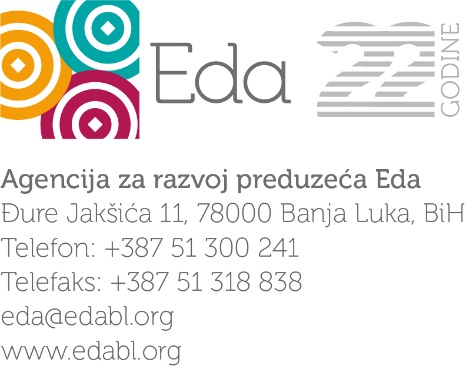 Eda
22
GODINE
Agencija za razvoj preduzeća Eda
Đure Jakšića 11, 78000 Banja Luka, BiH
Telefon: +387 51 300 241
Telefaks: +387 51 318 838
eda@edabl.org
www.edabl.org